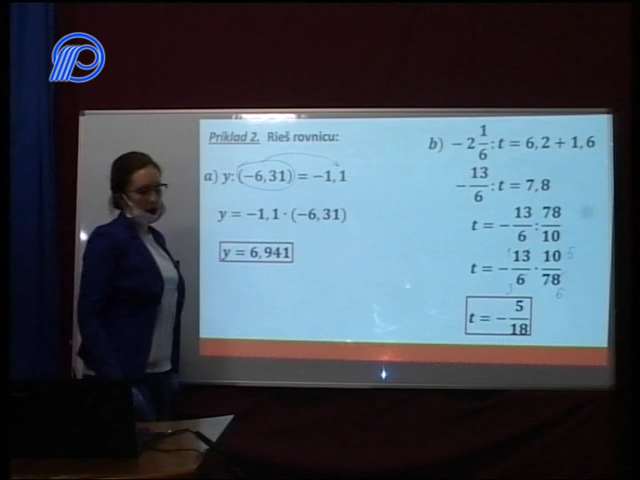 Príklad 2. Rieš rovnicu:
a) y: (−6,31) = −1,1
y = −1,1 · (−6,31)
y = 6,941
b) −2 1/6 : t = 6,2 + 1,6
− 13/6 : t = 7,8
t = − 13/6 : 78/10
t = − 13/6 · 10/78
t = − 5/18